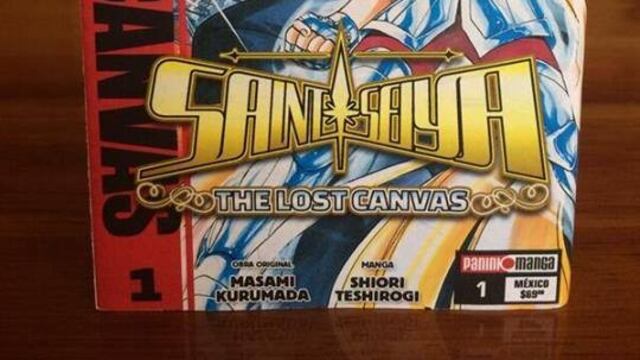 CANVAS
1
SAINT SEIYA
THE LOST CANVAS
OBRA ORIGINAL
MASAMI
KURUMADA
MANGA
SHIORI
TESHIROGI
PANINI MANGA
1
MÉXICO
$69